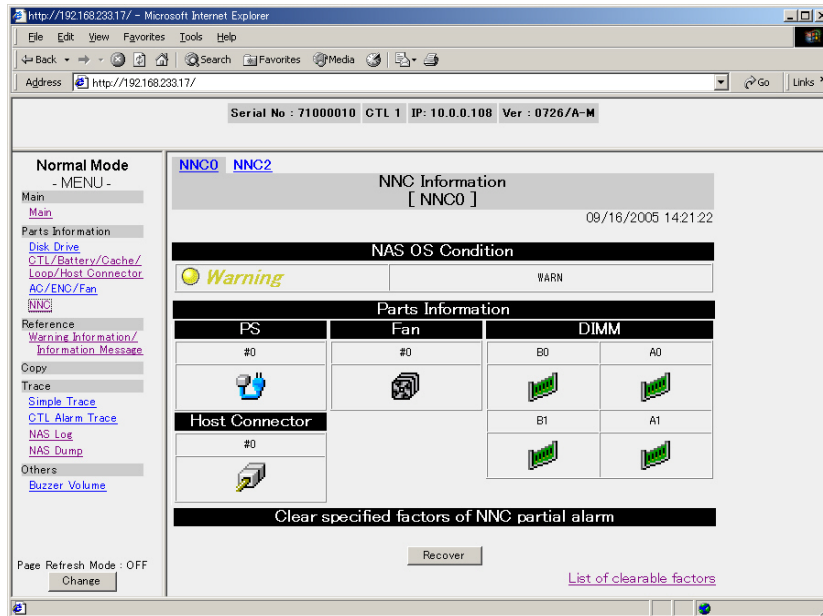 http://192.168.233.17/ - Microsoft Internet Explorer
File Edit View Favorites Tools Help
Back Search Favorites Media
Address http://192.168.233.17/ Go Links
Serial No : 71000010 CTL 1 IP: 10.0.0.108 Ver : 0726/A-M
Normal Mode
- MENU -
Main
Main
Parts Information
Disk Drive
CTL/Battery/Cache/
Loop/Host Connector
AC/ENC/Fan
NNC
Reference
Warning Information/
Information Message
Copy
Trace
Simple Trace
CTL Alarm Trace
NAS Log
NAS Dump
Others
Buzzer Volume
Page Refresh Mode : OFF
Change
NNC0 NNC2
NNC Information
[ NNC0 ]
09/16/2005 14:21:22
NAS OS Condition
Warning WARN
Parts Information
PS Fan DIMM
#0 #0 B0 A0
Host Connector B1 A1
#0
Clear specified factors of NNC partial alarm
Recover
List of clearable factors